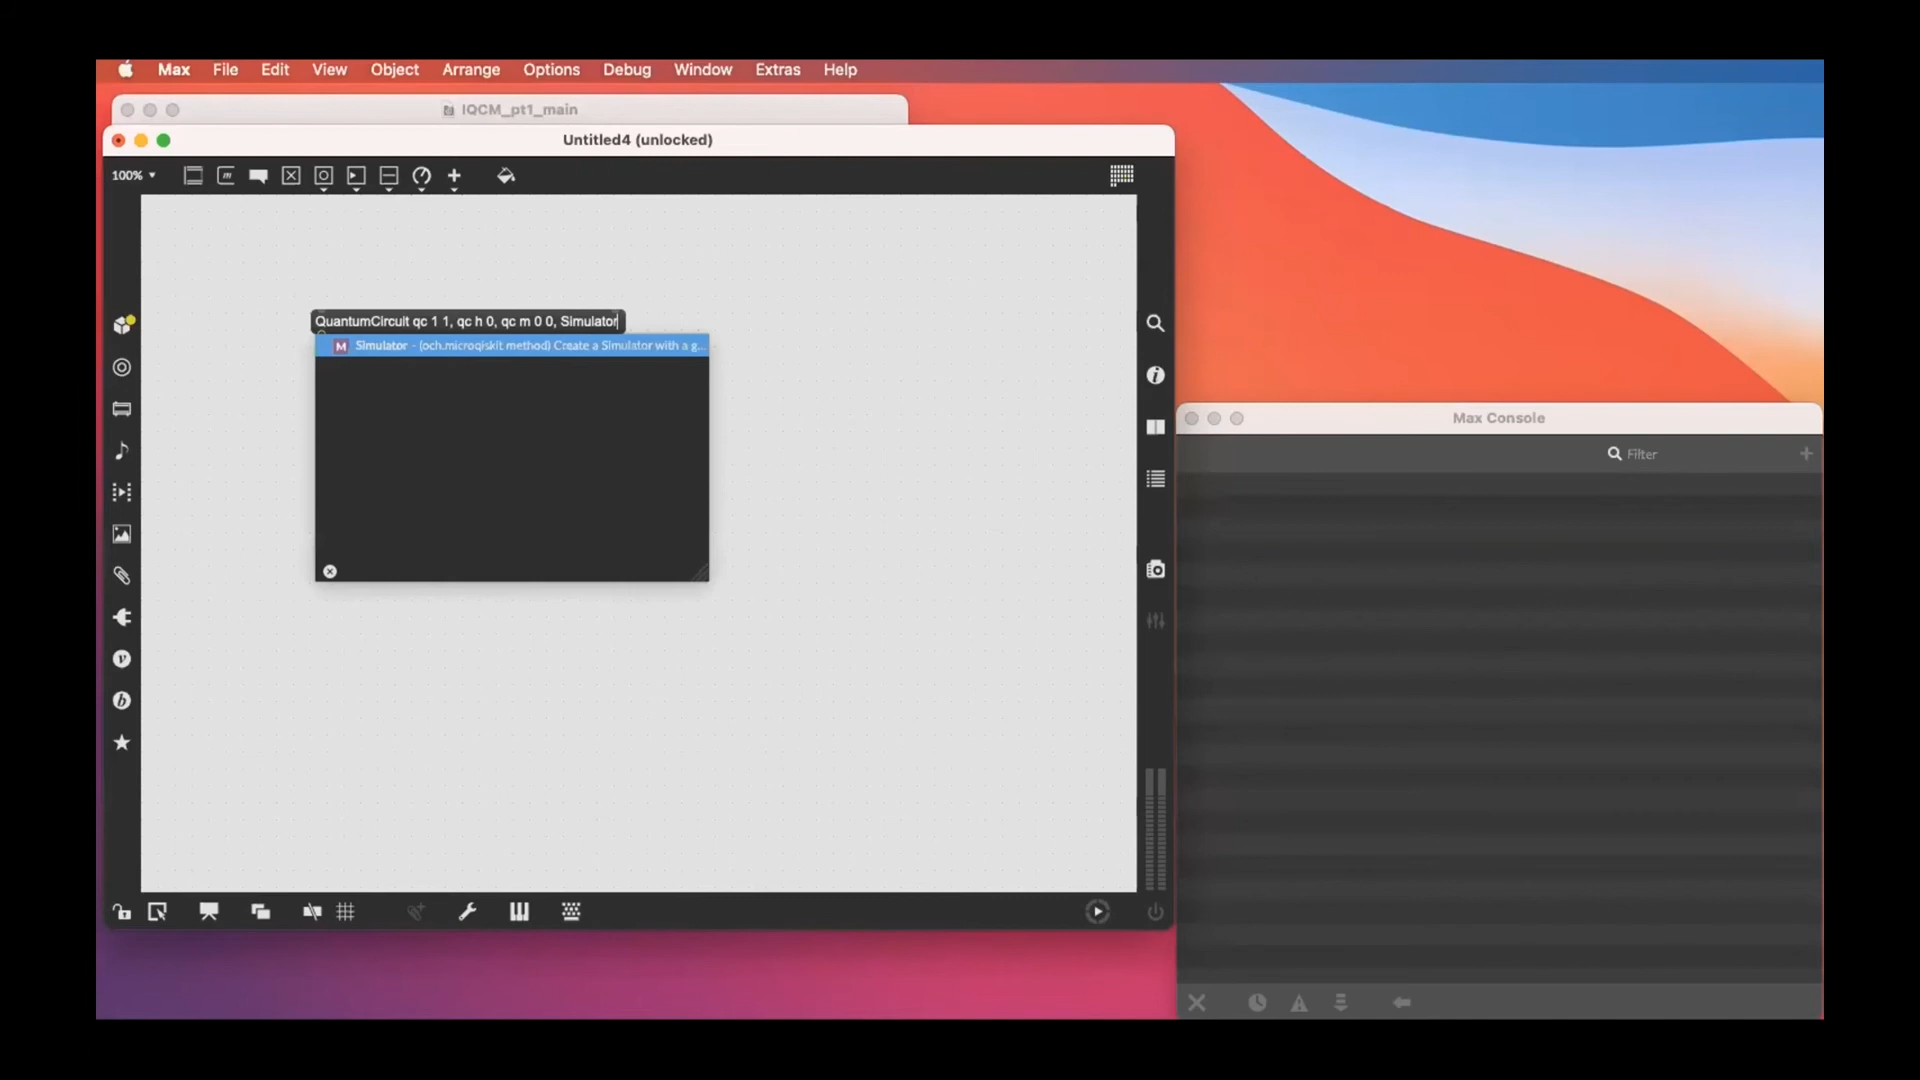 Max File Edit View Object Arrange Options Debug Window Extras Help
IQCM_pt1_main
Untitled4 (unlocked)
100%
QuantumCircuit qc 1 1, qc h 0, qc m 0 0, Simulator
M Simulator - (och.microqiskit method) Create a Simulator with a g...
Max Console
Filter